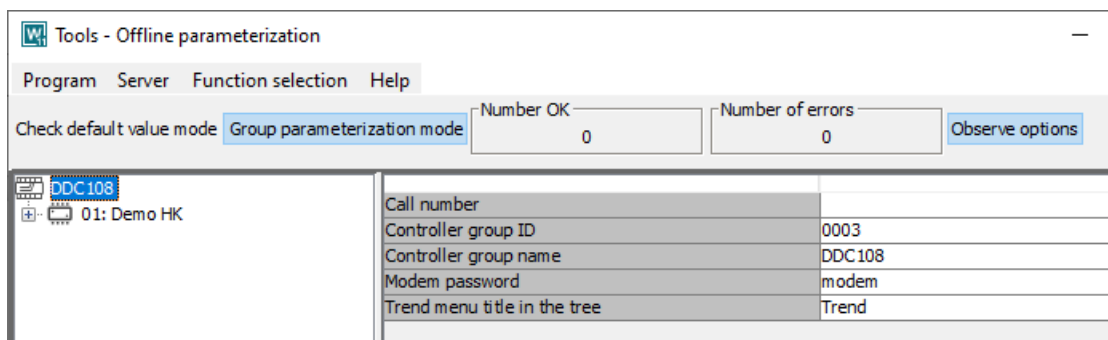 Tools - Offline parameterization
Program Server Function selection Help
Number OK Number of errors
Check default value mode Group parameterization mode 0 0 Observe options
DDC108
01: Demo HK
Call number
Controller group ID 0003
Controller group name DDC108
Modem password modem
Trend menu title in the tree Trend